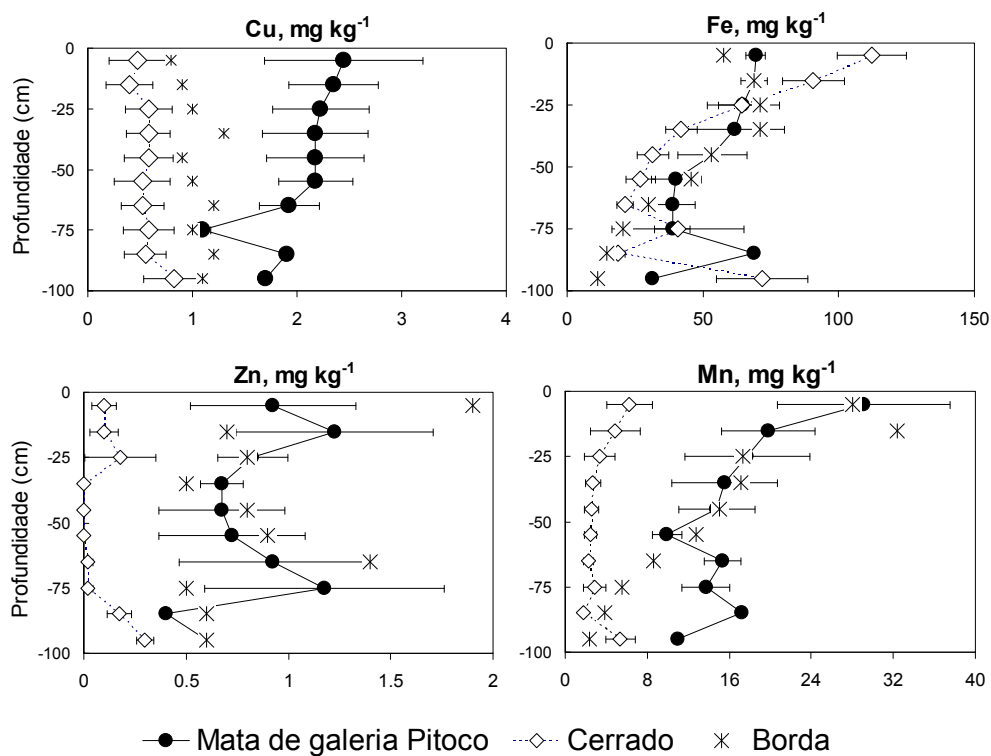 Cu, mg kg⁻¹
Profundidade (cm)
0
-25
-50
-75
-100
0 1 2 3 4
Fe, mg kg⁻¹
0
-25
-50
-75
-100
0 50 100 150
Zn, mg kg⁻¹
Profundidade (cm)
0
-25
-50
-75
-100
0 0.5 1 1.5 2
Mn, mg kg⁻¹
0
-25
-50
-75
-100
0 8 16 24 32 40
Mata de galeria Pitoco Cerrado Borda